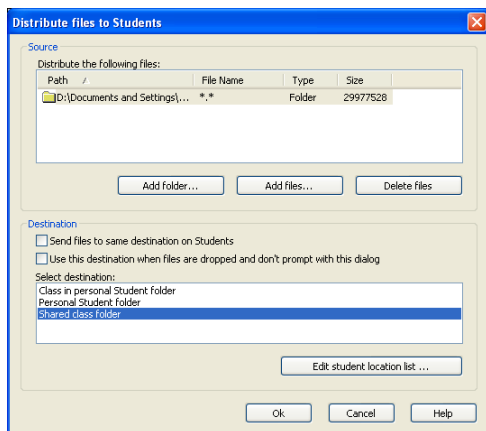 Distribute files to Students
Source
Distribute the following files:
Path File Name Type Size
D:\Documents and Settings\... *.* Folder 29977528
Add folder... Add files... Delete files
Destination
Send files to same destination on Students
Use this destination when files are dropped and don't prompt with this dialog
Select destination:
Class in personal Student folder
Personal Student folder
Shared class folder
Edit student location list ...
Ok Cancel Help